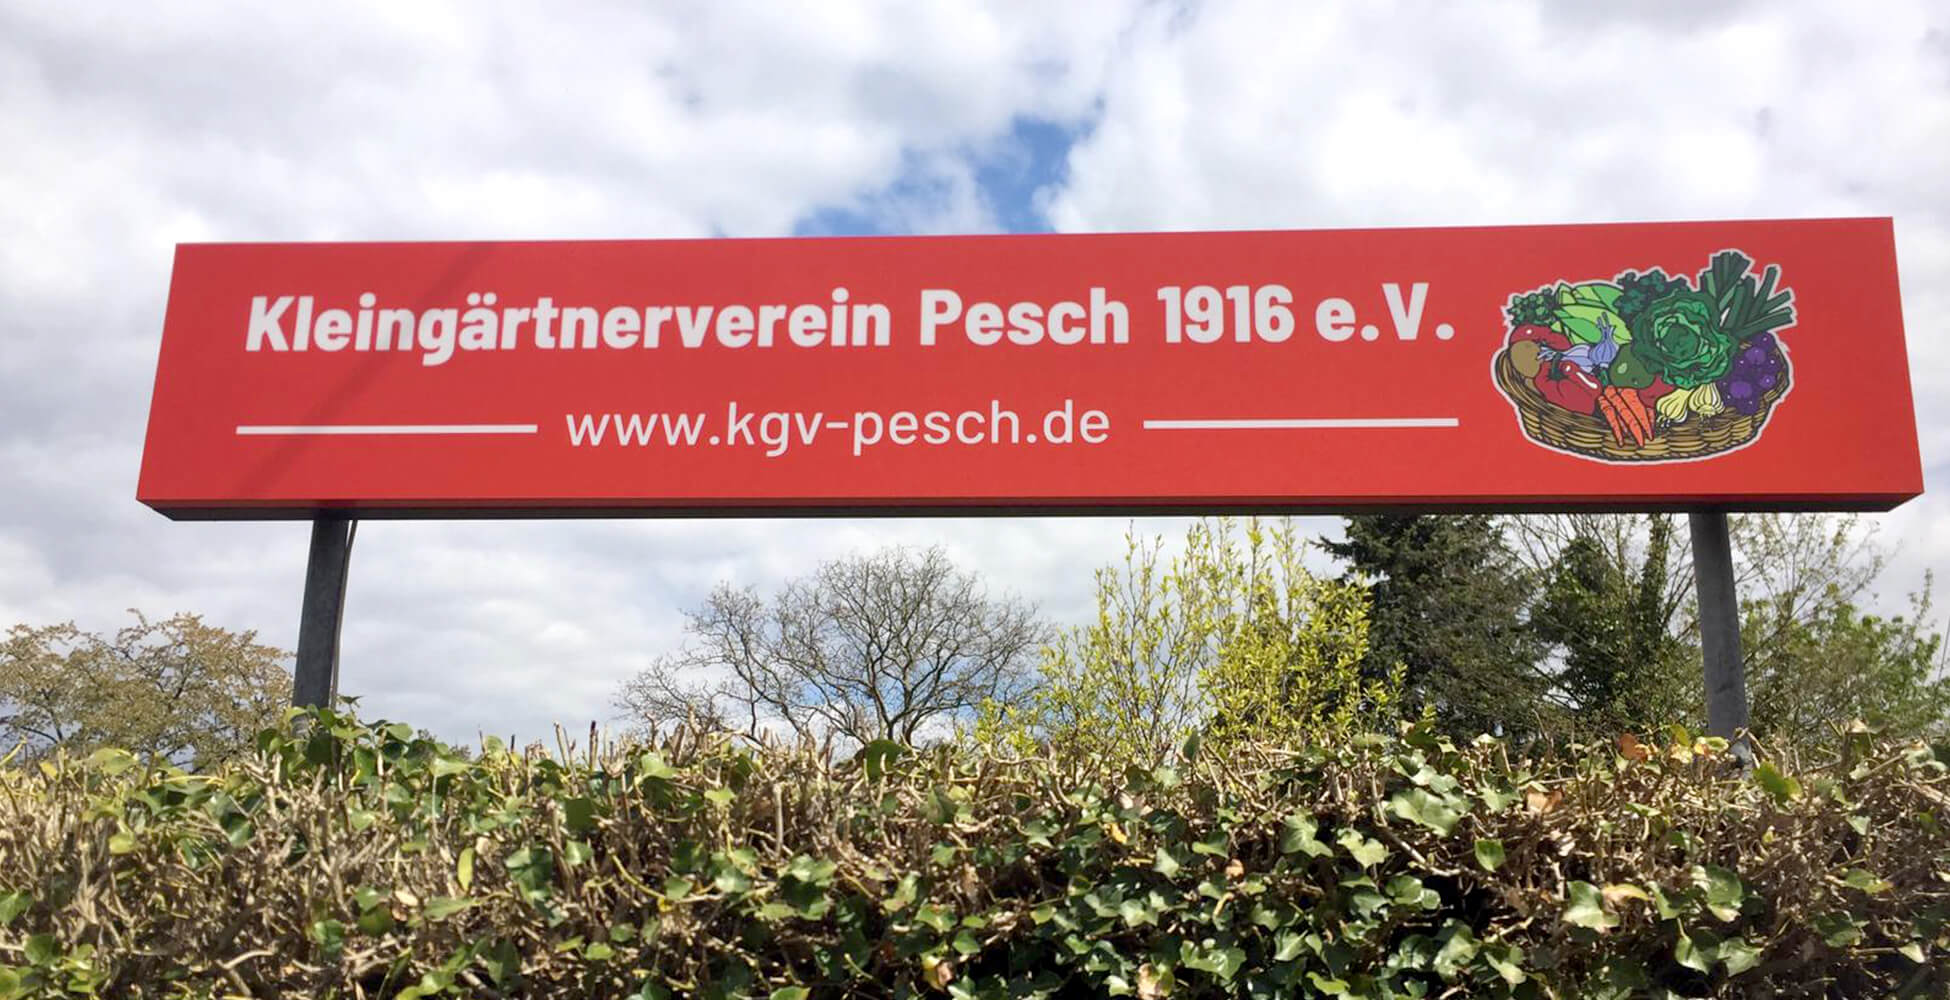 Kleingärtnerverein Pesch 1916 e.V.
www.kgv-pesch.de